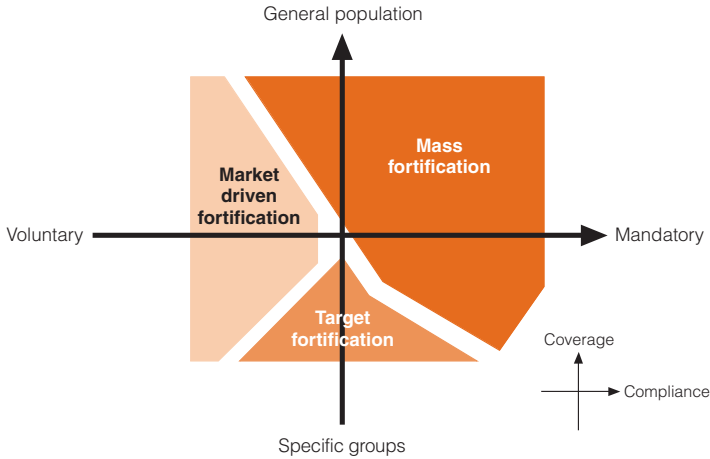 General population
Mass
fortification
Market
driven
fortification
Voluntary
Mandatory
Target
fortification
Coverage
Compliance
Specific groups